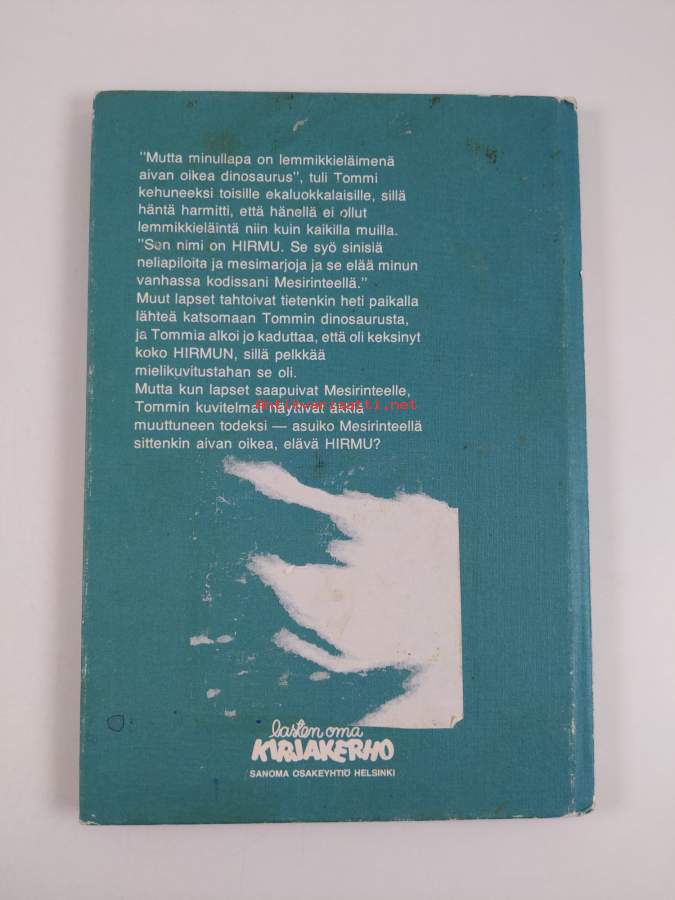 "Mutta minullapa on lemmikkieläimenä
aivan oikea dinosaurus", tuli Tommi
kehuneeksi toisille ekaluokkalaisille, sillä
häntä harmitti, että hänellä ei ollut
lemmikkieläintä niin kuin kaikilla muilla.
"Sen nimi on HIRMU. Se syö sinisiä
neliapiloita ja mesimarjoja ja se elää minun
vanhassa kodissani Mesirinteellä."
Muut lapset tahtoivat tietenkin heti paikalla
lähteä katsomaan Tommin dinosaurusta,
ja Tommia alkoi jo kaduttaa, että oli keksinyt
koko HIRMUN, sillä pelkkää
mielikuvitustahan se oli.
Mutta kun lapset saapuivat Mesirinteelle,
antikvariaatti.net
Tommin kuvitelmat näyttivät äkkiä
muuttuneen todeksi — asuiko Mesirinteellä
sittenkin aivan oikea, elävä HIRMU?
lasten oma
KIRJAKERHO
SANOMA OSAKEYHTIÖ HELSINKI